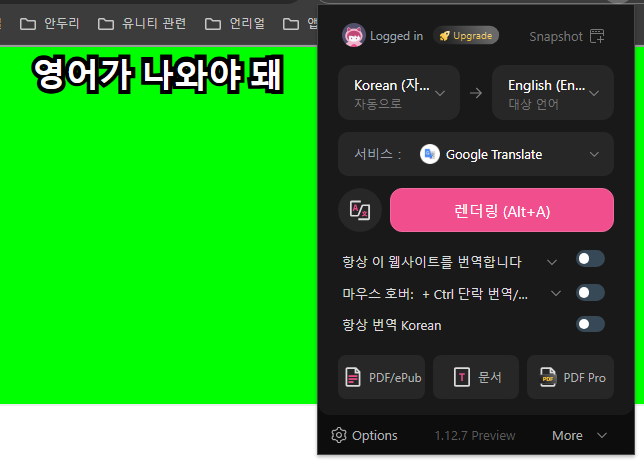 안두리
유니티 관련
언리얼
앱
영어가 나와야 돼
Logged in
Upgrade
Snapshot
Korean (자...
자동으로
English (En...
대상 언어
서비스 :
Google Translate
렌더링 (Alt+A)
항상 이 웹사이트를 번역합니다
마우스 호버: + Ctrl 단락 번역/...
항상 번역 Korean
PDF/ePub
문서
PDF Pro
Options
1.12.7 Preview
More